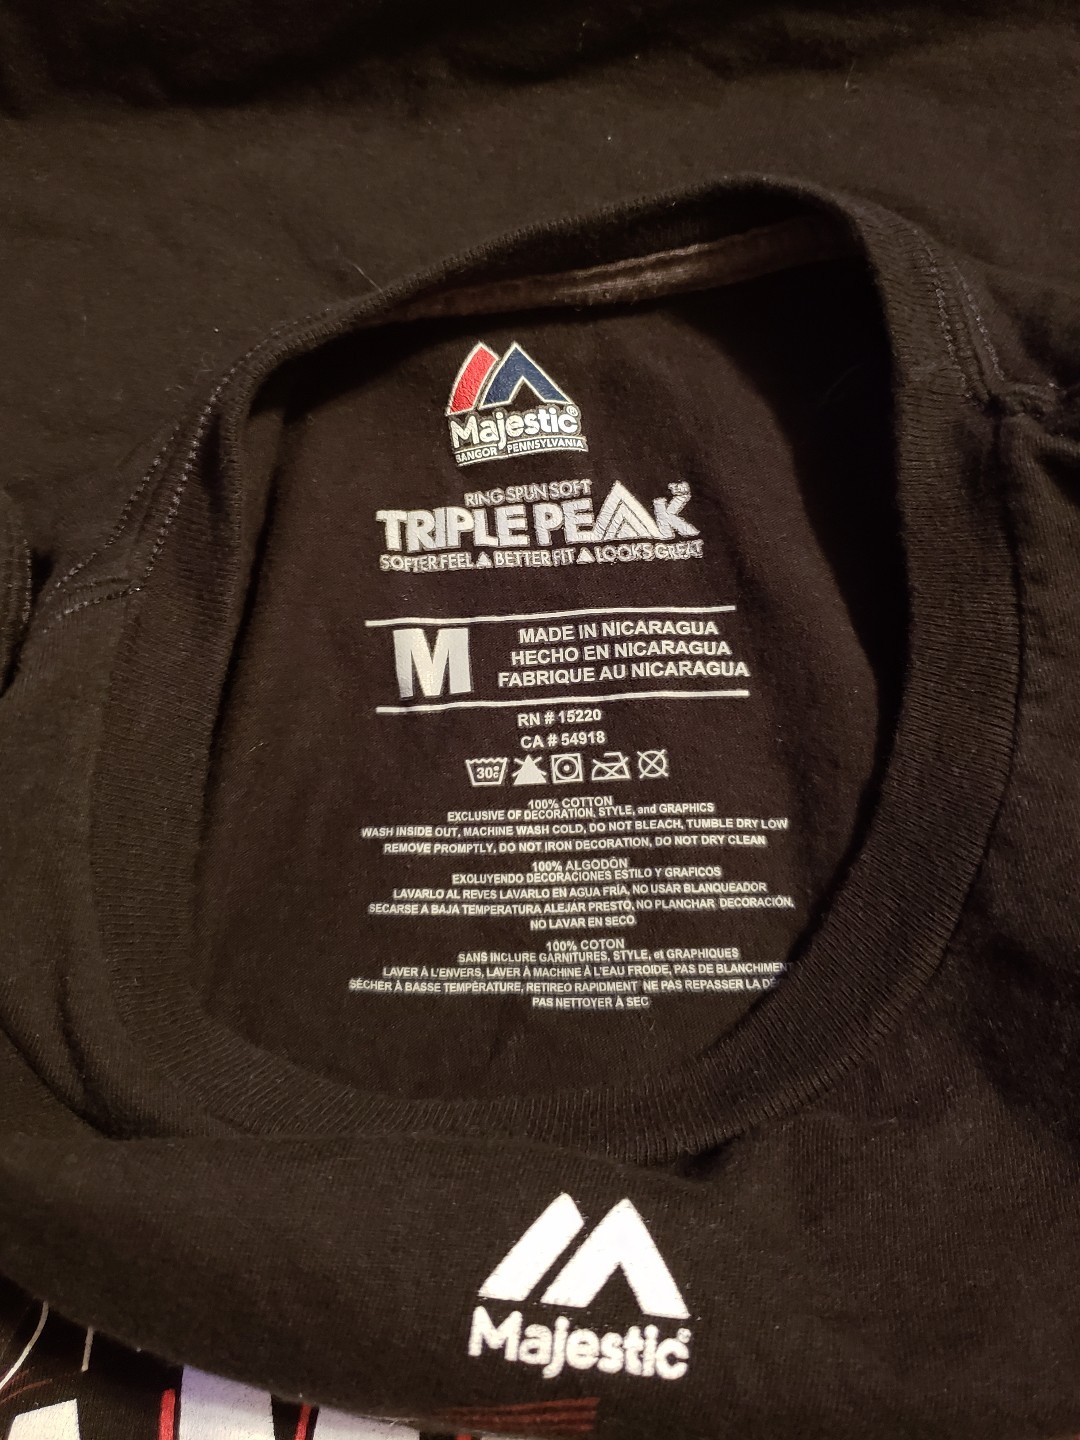 Majestic®
BANGOR PENNSYLVANIA
RING SPUN SOFT
TRIPLE PEAK™
SOFTER FEEL ▲ BETTER FIT ▲ LOOKS GREAT
M
MADE IN NICARAGUA
HECHO EN NICARAGUA
FABRIQUE AU NICARAGUA
RN # 15220
CA # 54918
30°c
100% COTTON
EXCLUSIVE OF DECORATION, STYLE, and GRAPHICS
WASH INSIDE OUT, MACHINE WASH COLD, DO NOT BLEACH, TUMBLE DRY LOW
REMOVE PROMPTLY, DO NOT IRON DECORATION, DO NOT DRY CLEAN
100% ALGODÓN
EXCLUYENDO DECORACIONES ESTILO Y GRAFICOS
LAVARLO AL REVES LAVARLO EN AGUA FRÍA, NO USAR BLANQUEADOR
SECARSE A BAJA TEMPERATURA ALEJAR PRESTO, NO PLANCHAR DECORACIÓN,
NO LAVAR EN SECO
100% COTON
SANS INCLURE GARNITURES, STYLE, et GRAPHIQUES
LAVER À L'ENVERS, LAVER À MACHINE À L'EAU FROIDE, PAS DE BLANCHIMEN
SÉCHER À BASSE TEMPÉRATURE, RETIREO RAPIDMENT NE PAS REPASSER LA DE
PAS NETTOYER À SEC
Majestic®